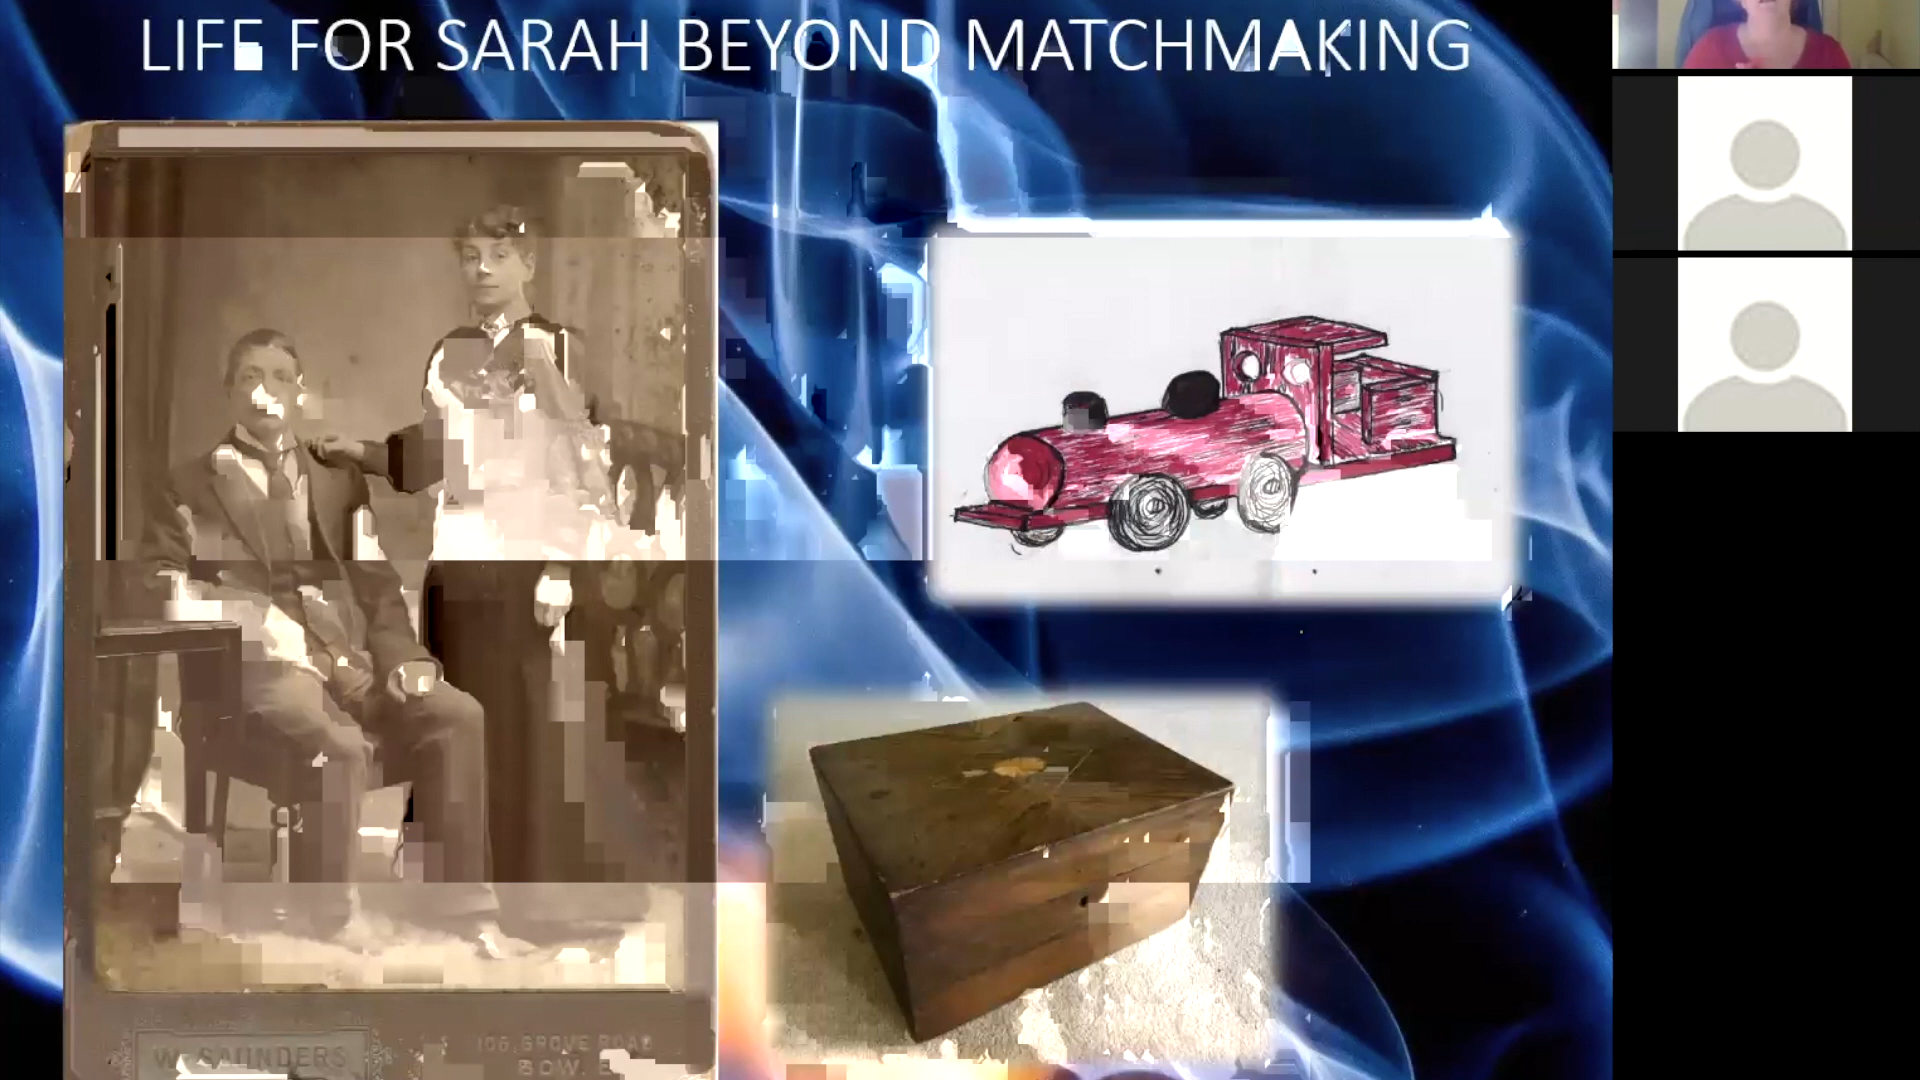 LIFE FOR SARAH BEYOND MATCHMAKING
W. SAUNDERS
106, GROVE ROAD
BOW. E.